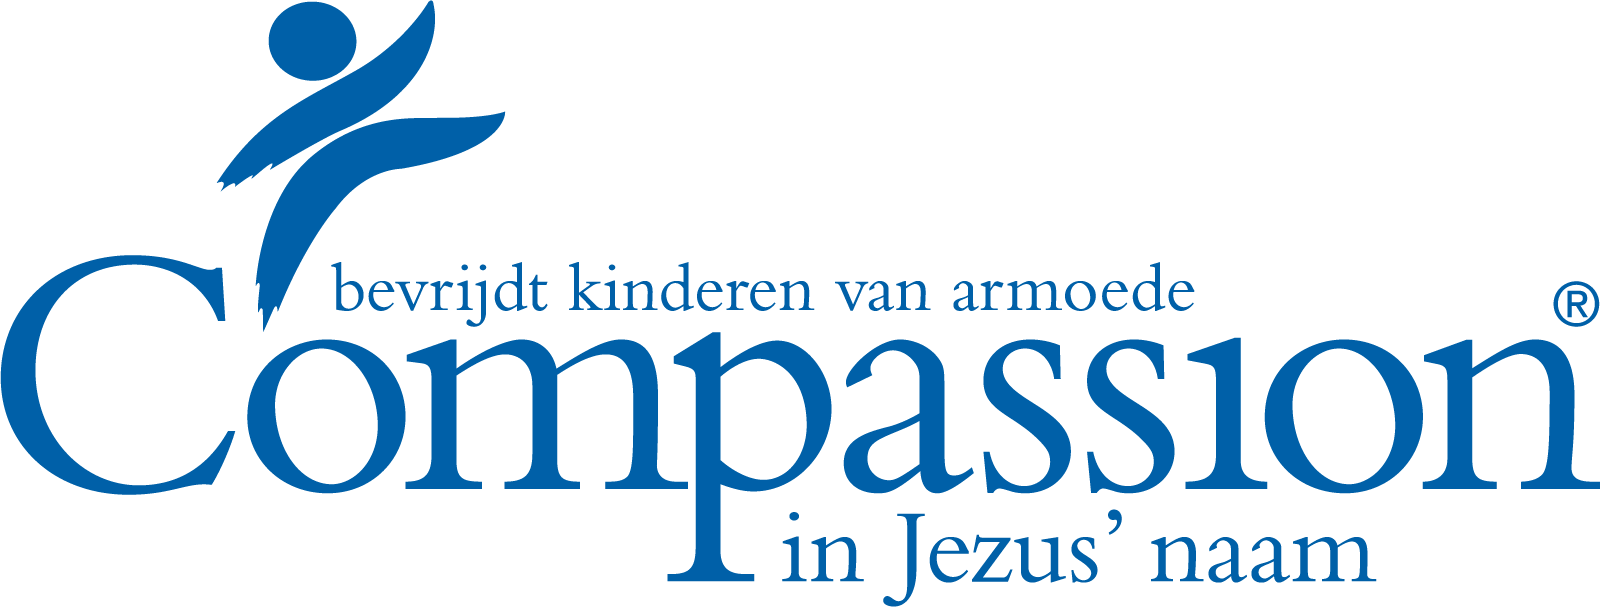 bevrijdt kinderen van armoede
Compassion®
in Jezus’ naam